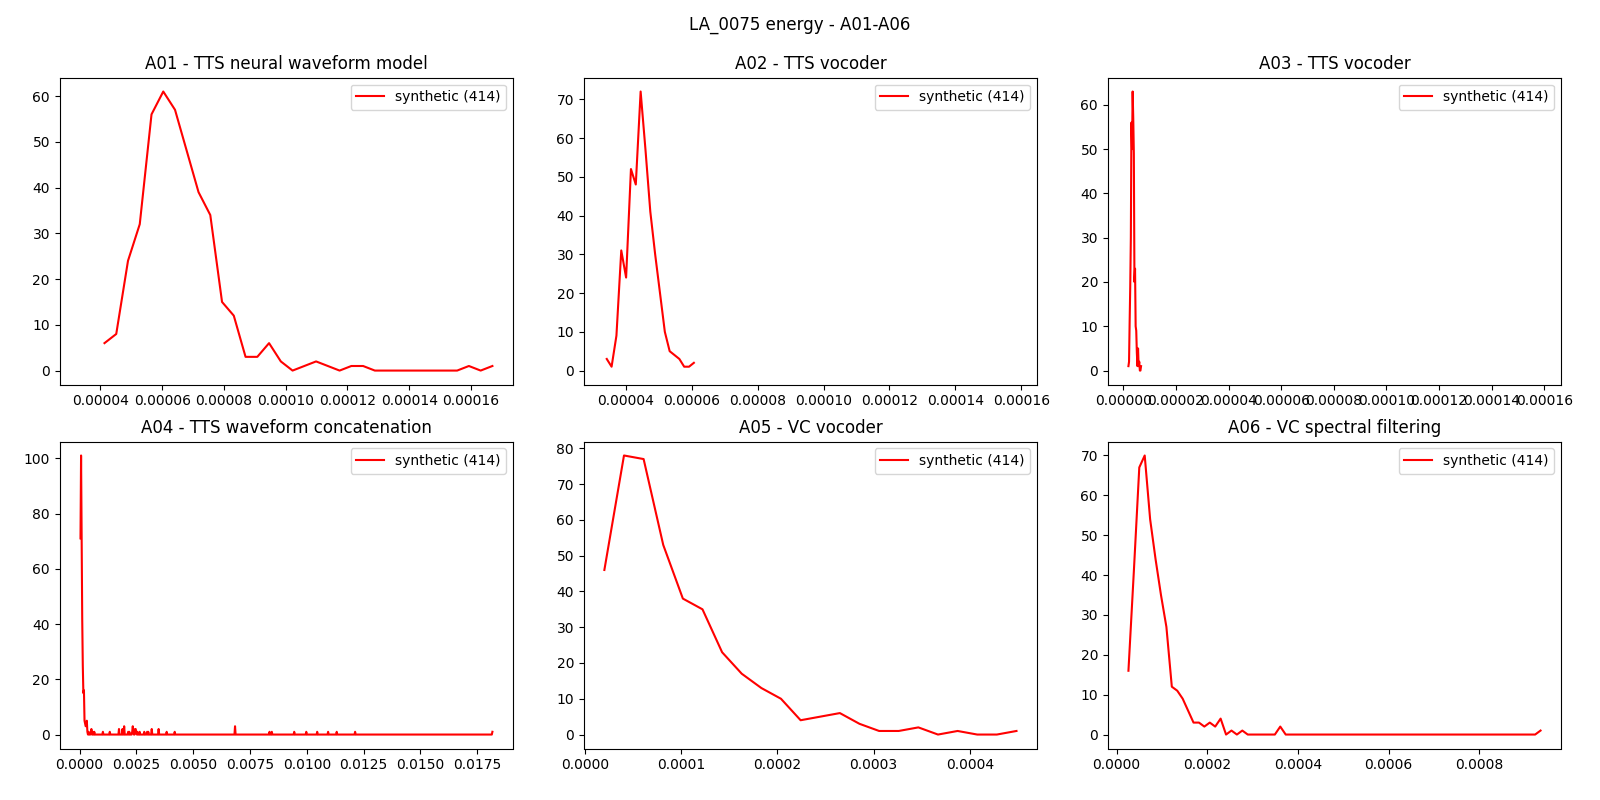 LA_0075 energy - A01-A06
A01 - TTS neural waveform model
synthetic (414)
60
50
40
30
20
10
0
0.00004 0.00006 0.00008 0.00010 0.00012 0.00014 0.00016
A02 - TTS vocoder
synthetic (414)
70
60
50
40
30
20
10
0
0.00004 0.00006 0.00008 0.00010 0.00012 0.00014 0.00016
A03 - TTS vocoder
synthetic (414)
60
50
40
30
20
10
0
0.00000 0.00002 0.00004 0.00006 0.00008 0.00010 0.00012 0.00014 0.00016
A04 - TTS waveform concatenation
synthetic (414)
100
80
60
40
20
0
0.0000 0.0025 0.0050 0.0075 0.0100 0.0125 0.0150 0.0175
A05 - VC vocoder
synthetic (414)
80
70
60
50
40
30
20
10
0
0.0000 0.0001 0.0002 0.0003 0.0004
A06 - VC spectral filtering
synthetic (414)
70
60
50
40
30
20
10
0
0.0000 0.0002 0.0004 0.0006 0.0008